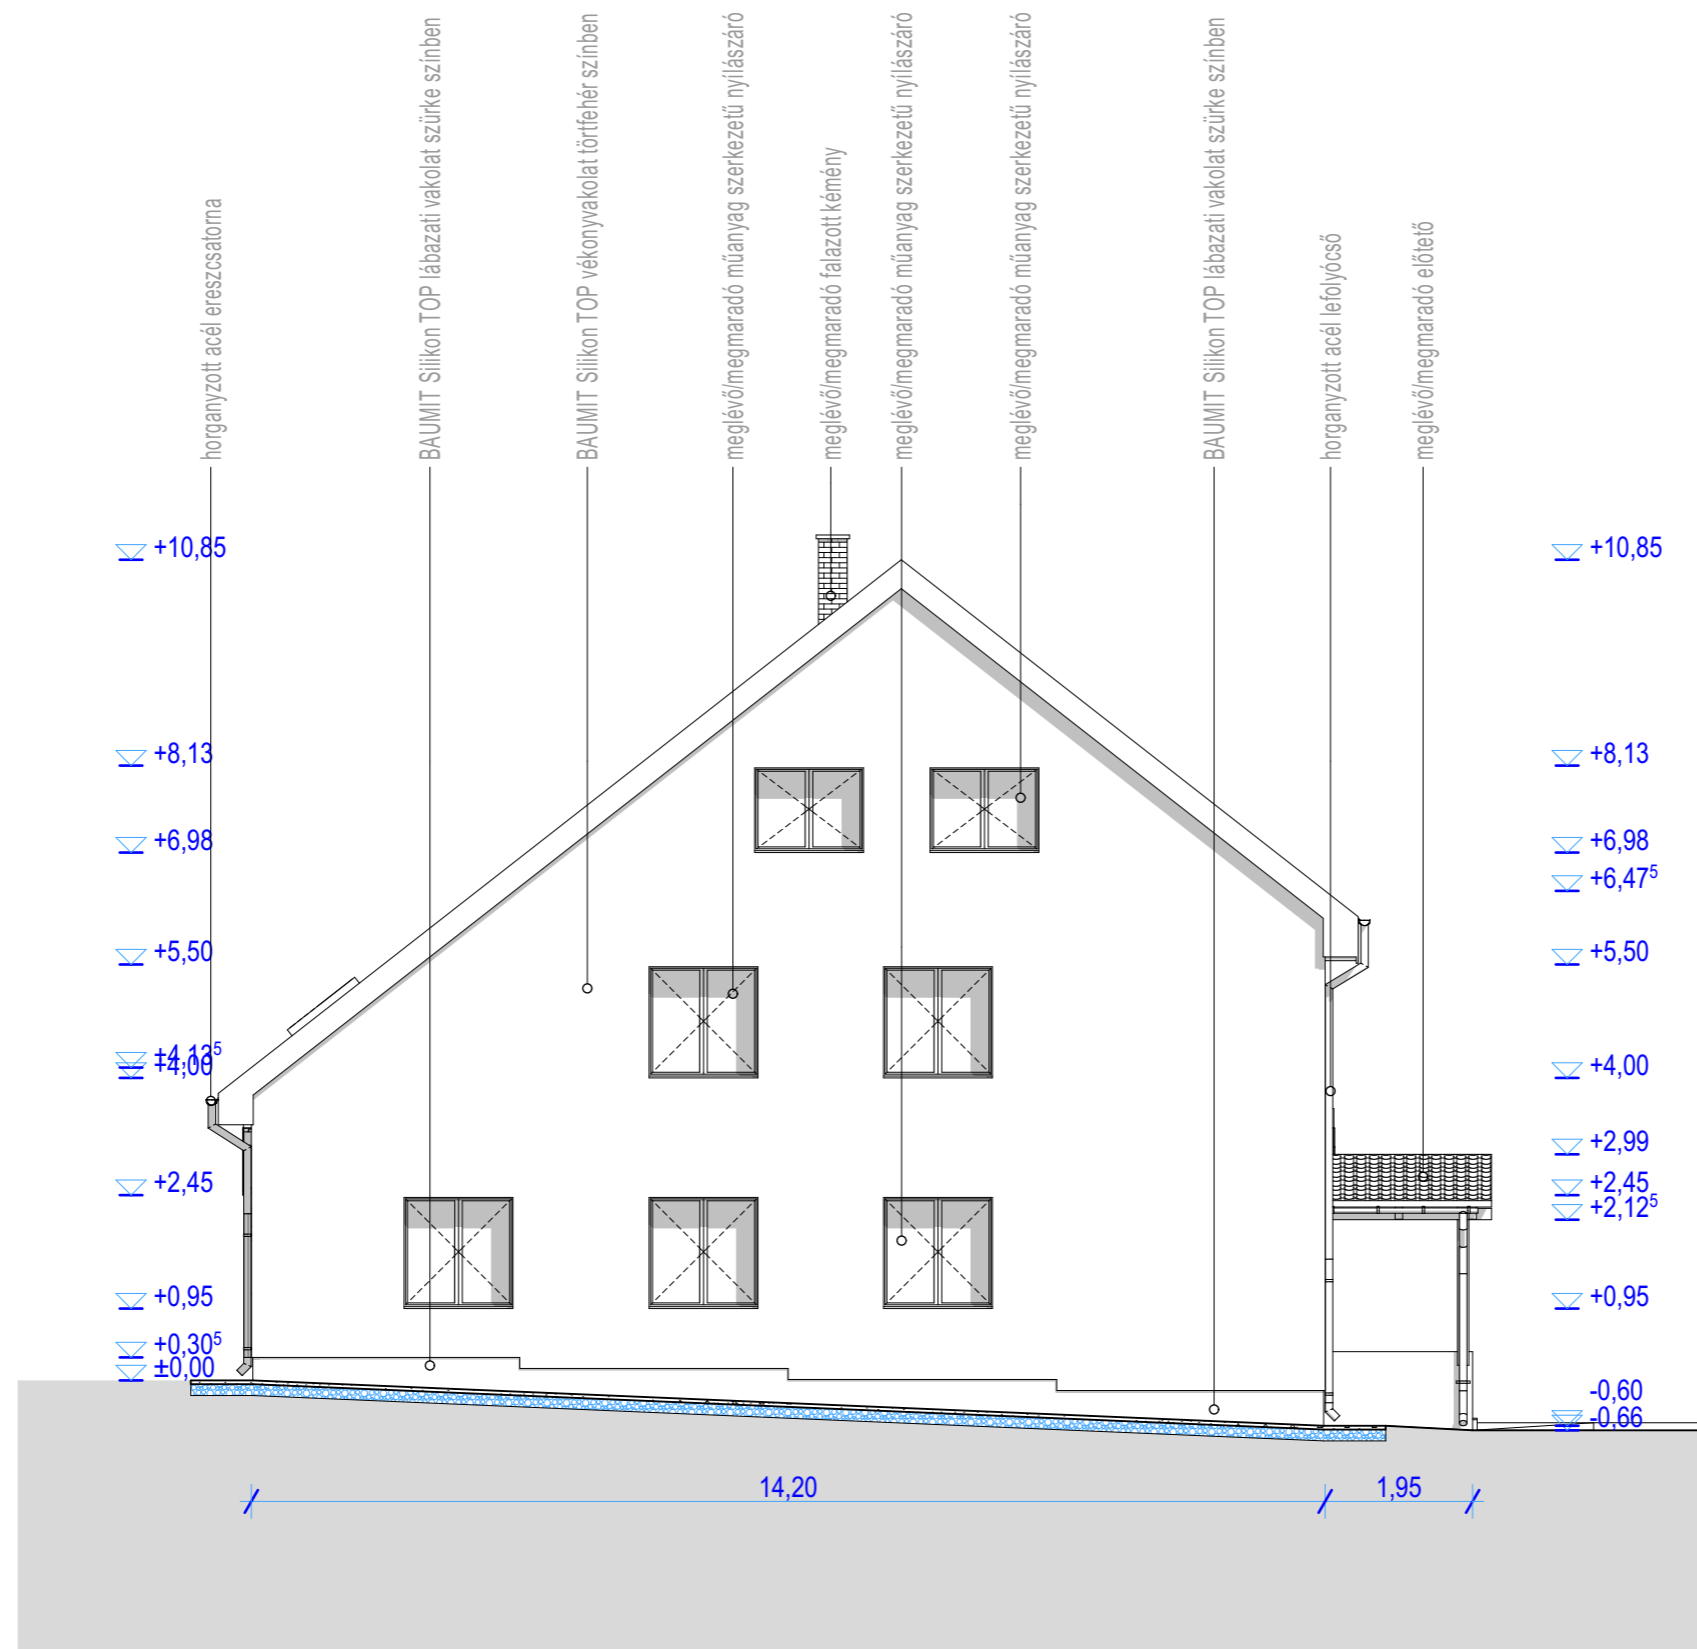 horganyzott acél ereszcsatorna
BAUMIT Silikon TOP lábazati vakolat szürke színben
BAUMIT Silikon TOP vékonyvakolat törtfehér színben
meglévő/megmaradó műanyag szerkezetű nyílászáró
meglévő/megmaradó falazott kémény
meglévő/megmaradó műanyag szerkezetű nyílászáró
meglévő/megmaradó műanyag szerkezetű nyílászáró
BAUMIT Silikon TOP lábazati vakolat szürke színben
horganyzott acél lefolyócső
meglévő/megmaradó előtető
+10,85
+8,13
+6,98
+5,50
+4,13⁵
+4,00
+2,45
+0,95
+0,30⁵
±0,00
+10,85
+8,13
+6,98
+6,47⁵
+5,50
+4,00
+2,99
+2,45
+2,12⁵
+0,95
-0,60
-0,66
14,20
1,95